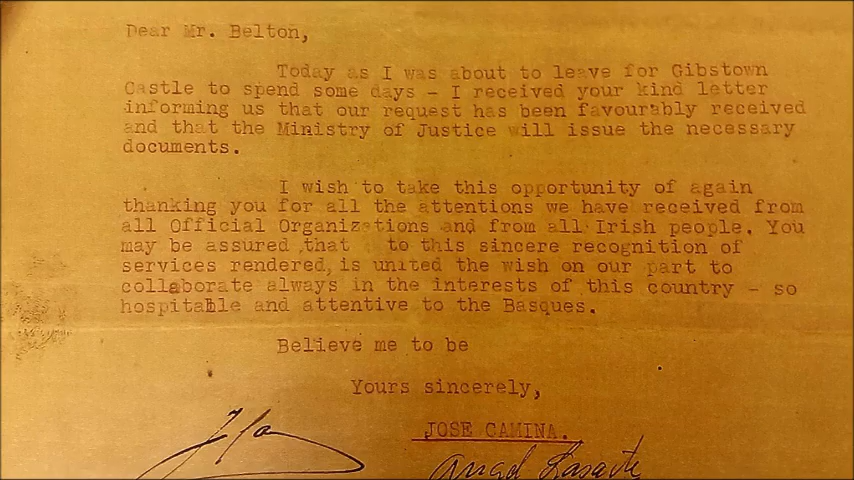 Dear Mr. Belton,
Today as I was about to leave for Gibstown
Castle to spend some days - I received your kind letter
informing us that our request has been favourably received
and that the Ministry of Justice will issue the necessary
documents.
I wish to take this opportunity of again
thanking you for all the attentions we have received from
all Official Organizations and from all Irish people. You
may be assured that to this sincere recognition of
services rendered, is united the wish on our part to
collaborate always in the interests of this country - so
hospitable and attentive to the Basques.
Believe me to be
Yours sincerely,
JOSE CAMINA.